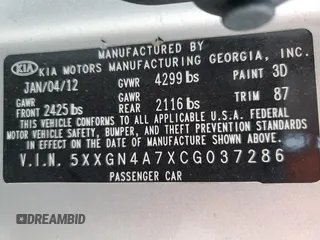 MANUFACTURED BY
KIA KIA MOTORS MANUFACTURING GEORGIA, INC.
JAN/04/12 GVWR 4299 lbs PAINT 3D
GAWR FRONT 2425 lbs GAWR REAR 2116 lbs TRIM 87
THIS VEHICLE CONFORMS TO ALL APPLICABLE U.S.A. FEDERAL
MOTOR VEHICLE SAFETY, BUMPER, AND THEFT PREVENTION STANDARDS
IN EFFECT ON THE DATE OF MANUFACTURE SHOWN ABOVE.
V.I.N. 5XXGN4A7XCG037286
PASSENGER CAR
DREAMBID